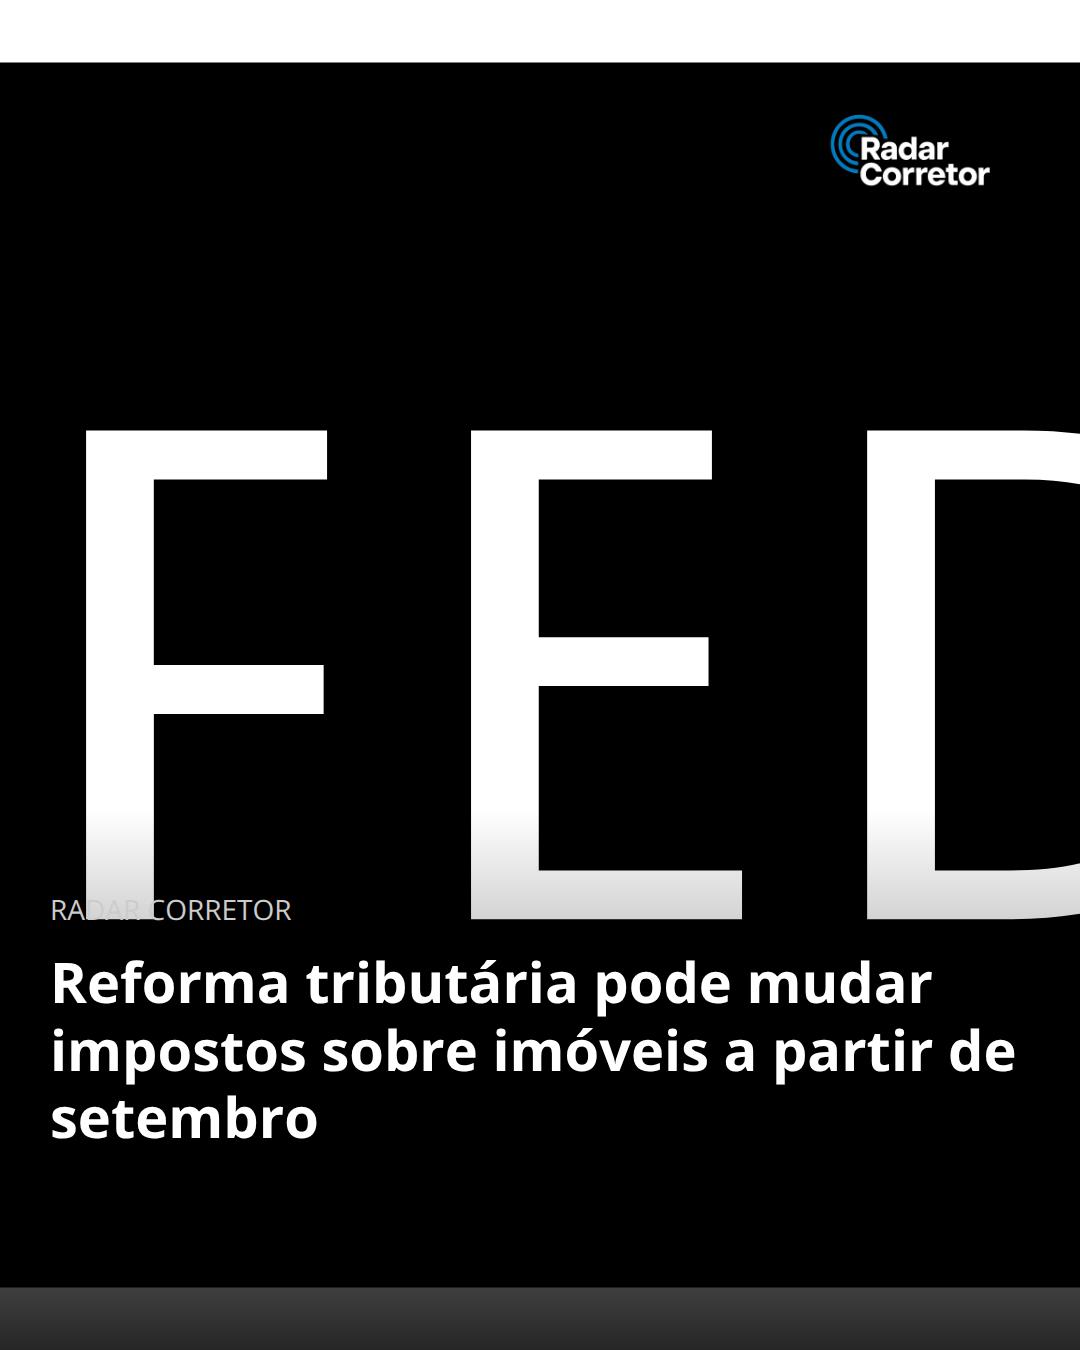 Radar
Corretor
FED
RADAR CORRETOR
Reforma tributária pode mudar
impostos sobre imóveis a partir de
setembro